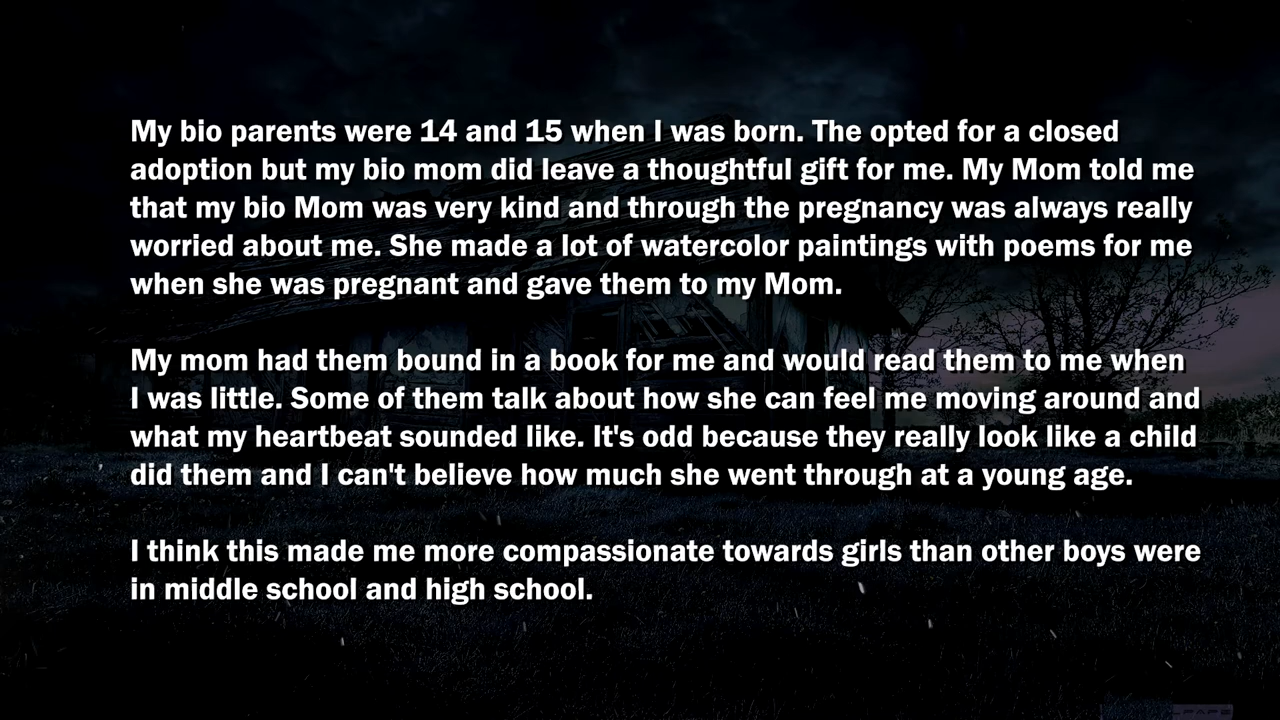 My bio parents were 14 and 15 when I was born. The opted for a closed
adoption but my bio mom did leave a thoughtful gift for me. My Mom told me
that my bio Mom was very kind and through the pregnancy was always really
worried about me. She made a lot of watercolor paintings with poems for me
when she was pregnant and gave them to my Mom.
My mom had them bound in a book for me and would read them to me when
I was little. Some of them talk about how she can feel me moving around and
what my heartbeat sounded like. It's odd because they really look like a child
did them and I can't believe how much she went through at a young age.
I think this made me more compassionate towards girls than other boys were
in middle school and high school.